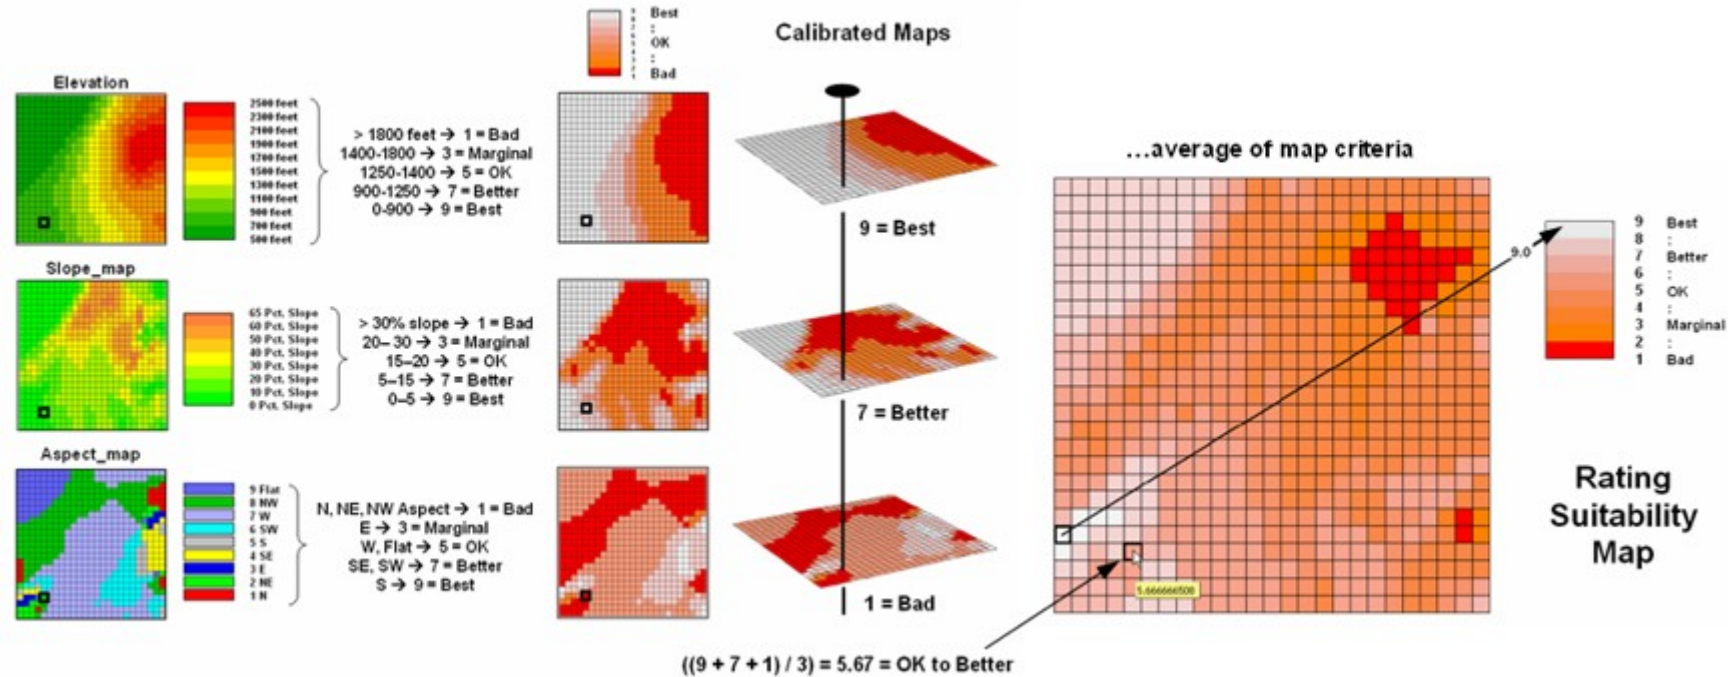 9 Best
:
OK
:
1 Bad
Calibrated Maps
Elevation
2500 feet
2300 feet
2100 feet
1900 feet
1700 feet
1500 feet
1300 feet
1100 feet
900 feet
700 feet
500 feet
> 1800 feet → 1 = Bad
1400-1800 → 3 = Marginal
1250-1400 → 5 = OK
900-1250 → 7 = Better
0-900 → 9 = Best
9 = Best
Slope_map
65 Pct. Slope
60 Pct. Slope
50 Pct. Slope
40 Pct. Slope
30 Pct. Slope
20 Pct. Slope
10 Pct. Slope
0 Pct. Slope
> 30% slope → 1 = Bad
20– 30 → 3 = Marginal
15–20 → 5 = OK
5–15 → 7 = Better
0–5 → 9 = Best
7 = Better
Aspect_map
9 Flat
8 NW
7 W
6 SW
5 S
4 SE
3 E
2 NE
1 N
N, NE, NW Aspect → 1 = Bad
E → 3 = Marginal
W, Flat → 5 = OK
SE, SW → 7 = Better
S → 9 = Best
1 = Bad
((9 + 7 + 1) / 3) = 5.67 = OK to Better
...average of map criteria
9.0
9 Best
8 :
7 Better
6 :
5 OK
4 :
3 Marginal
2 :
1 Bad
5.666666508
Rating
Suitability
Map